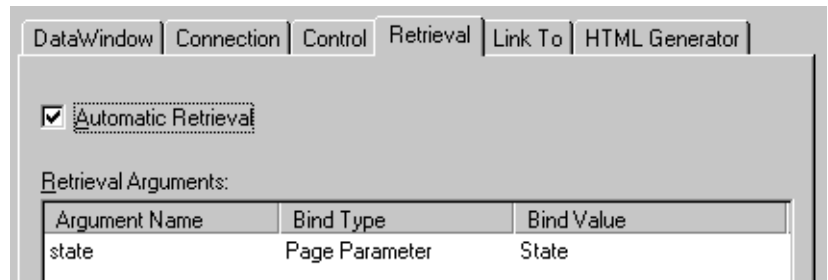 DataWindow Connection Control Retrieval Link To HTML Generator
Automatic Retrieval
Retrieval Arguments:
Argument Name Bind Type Bind Value
state Page Parameter State